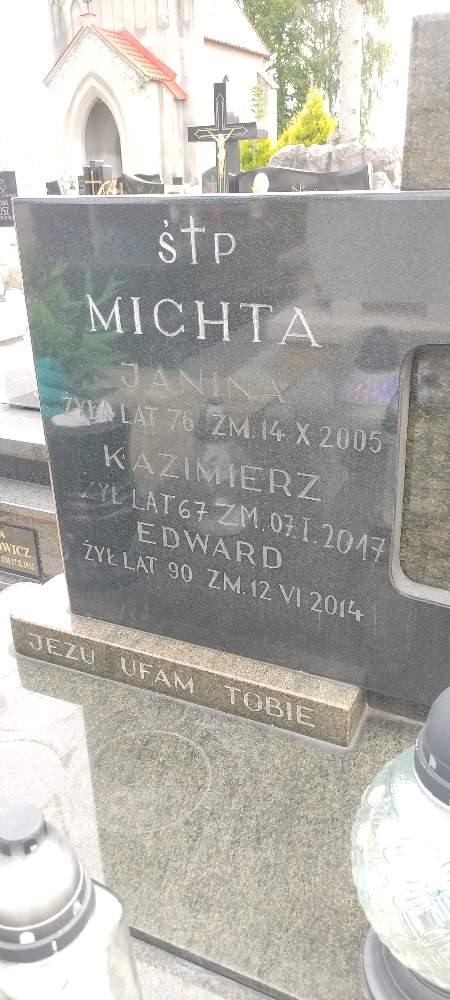 Ś†P
MICHTA
JANINA
ŻYŁA LAT 76 ZM. 14 X 2005
KAZIMIERZ
ŻYŁ LAT 67 ZM. 07. I. 2017
EDWARD
ŻYŁ LAT 90 ZM. 12 VI 2014
JEZU UFAM TOBIE